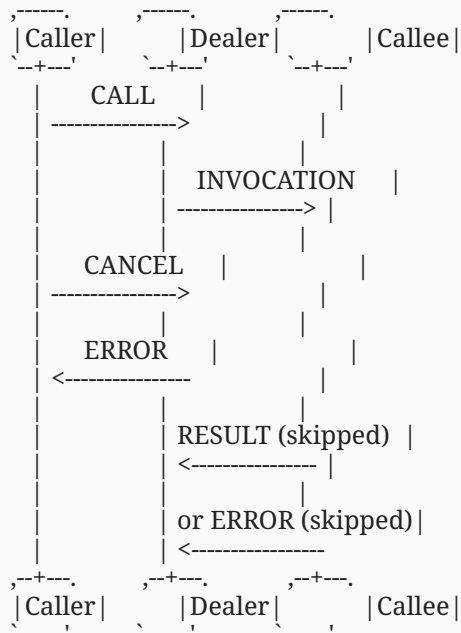 ,------.          ,------.          ,------.
|Caller|          |Dealer|          |Callee|
`--+---'          `--+---'          `--+---'
   |       CALL      |                 |
   | ---------------->                 |
   |                 |                 |
   |                 |    INVOCATION   |
   |                 | ----------------> |
   |                 |                 |
   |      CANCEL     |                 |
   | ---------------->                 |
   |                 |                 |
   |      ERROR      |                 |
   | <----------------                 |
   |                 |                 |
   |                 | RESULT (skipped) |
   |                 | <---------------- |
   |                 |                 |
   |                 | or ERROR (skipped)|
   |                 | <-----------------
,--+---.          ,--+---.          ,--+---.
|Caller|          |Dealer|          |Callee|